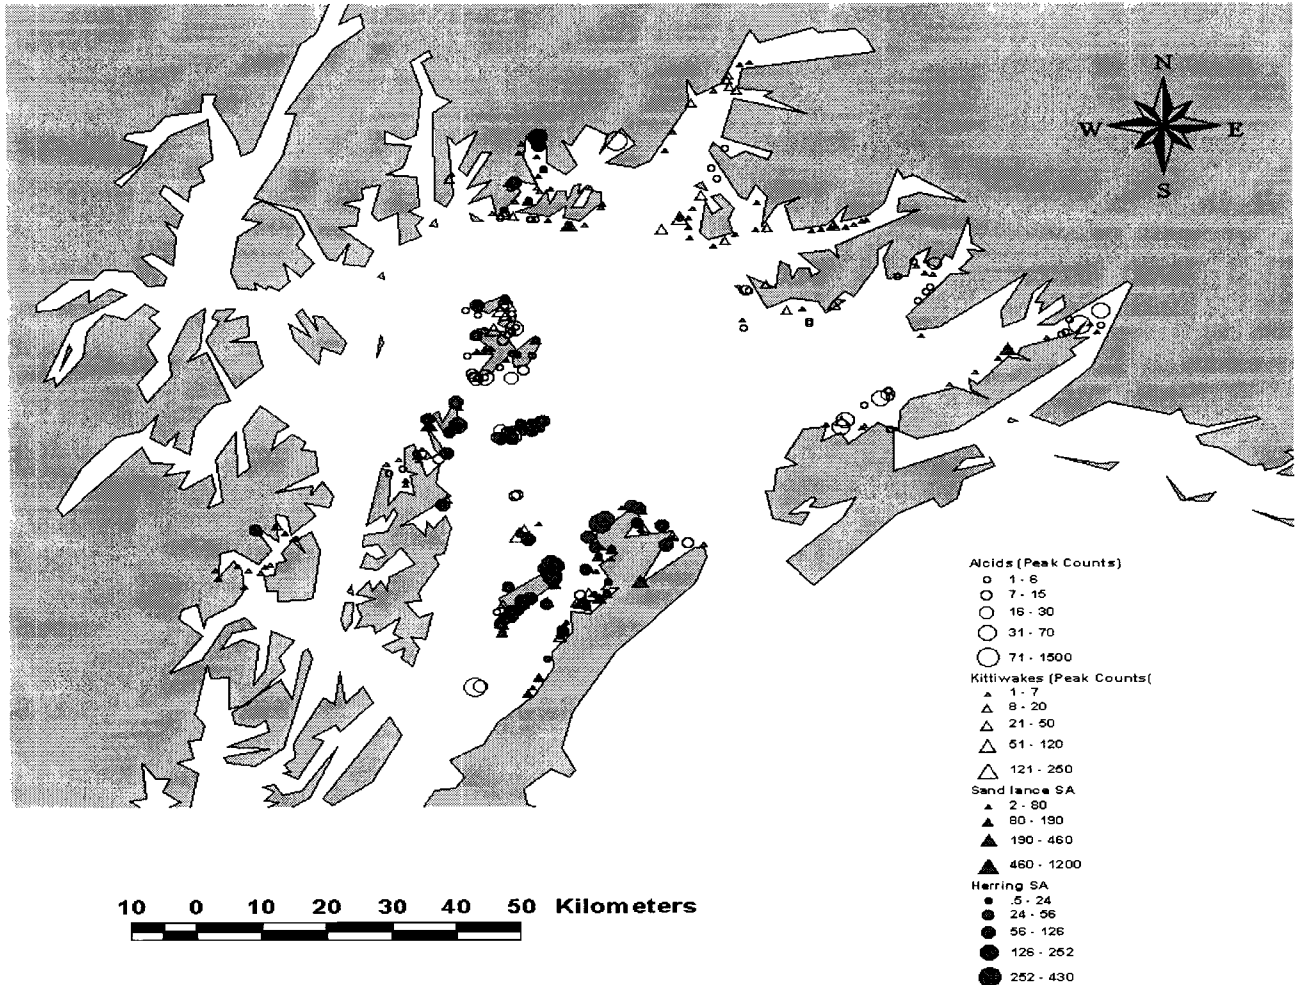 N
W E
S
Alcids (Peak Counts)
1 - 6
7 - 15
16 - 30
31 - 70
71 - 1500
Kittiwakes (Peak Counts(
1 - 7
8 - 20
21 - 50
51 - 120
121 - 250
Sand lance SA
2 - 80
80 - 190
190 - 460
460 - 1200
Herring SA
.5 - 24
24 - 56
56 - 126
126 - 252
252 - 430
10 0 10 20 30 40 50 Kilometers